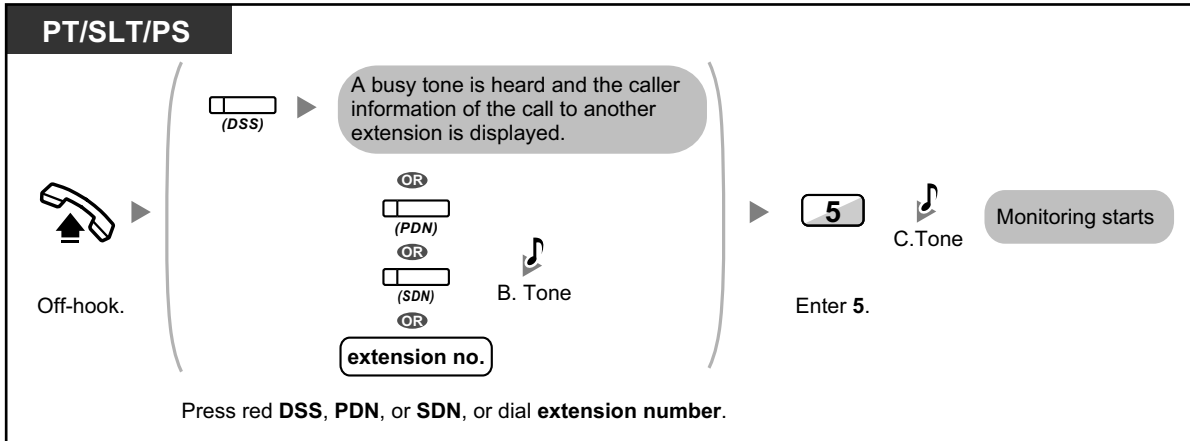 PT/SLT/PS
(DSS)
A busy tone is heard and the caller
information of the call to another
extension is displayed.
OR
(PDN)
OR
(SDN)
OR
extension no.
B. Tone
5
C.Tone
Monitoring starts
Off-hook.
Enter 5.
Press red DSS, PDN, or SDN, or dial extension number.